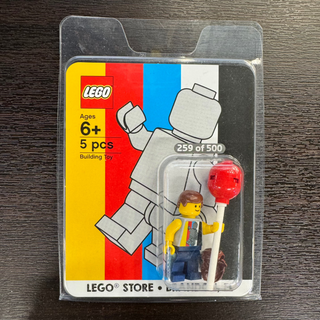 LEGO
Ages
6+
5 pcs
Building Toy
259 of 500
LEGO® STORE •